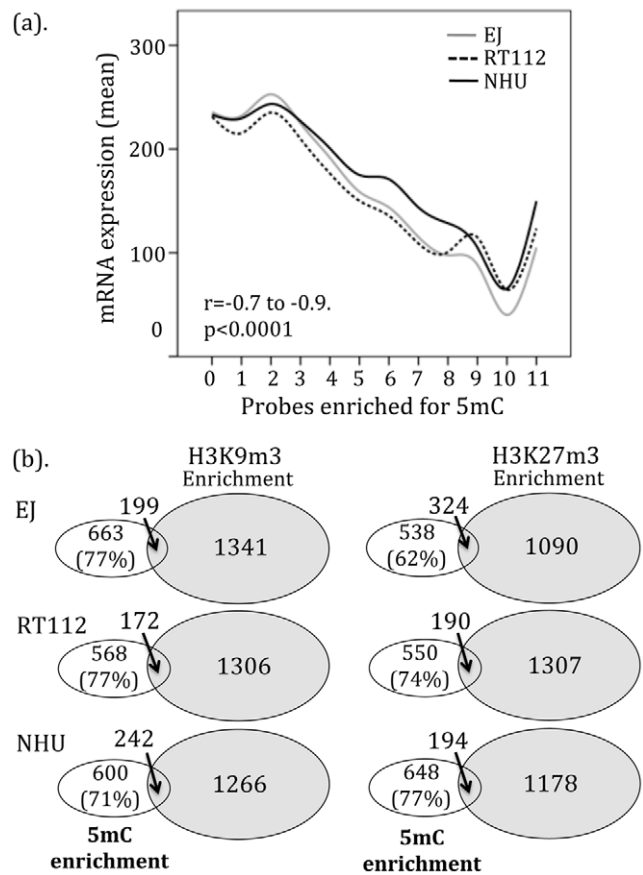 (a).
300
200
100
0
mRNA expression (mean)
EJ
RT112
NHU
r=-0.7 to -0.9.
p<0.0001
0 1 2 3 4 5 6 7 8 9 10 11
Probes enriched for 5mC
(b).
H3K9m3
Enrichment
H3K27m3
Enrichment
EJ
199
663
(77%)
1341
324
538
(62%)
1090
RT112
172
568
(77%)
1306
190
550
(74%)
1307
NHU
242
600
(71%)
1266
194
648
(77%)
1178
5mC
enrichment
5mC
enrichment